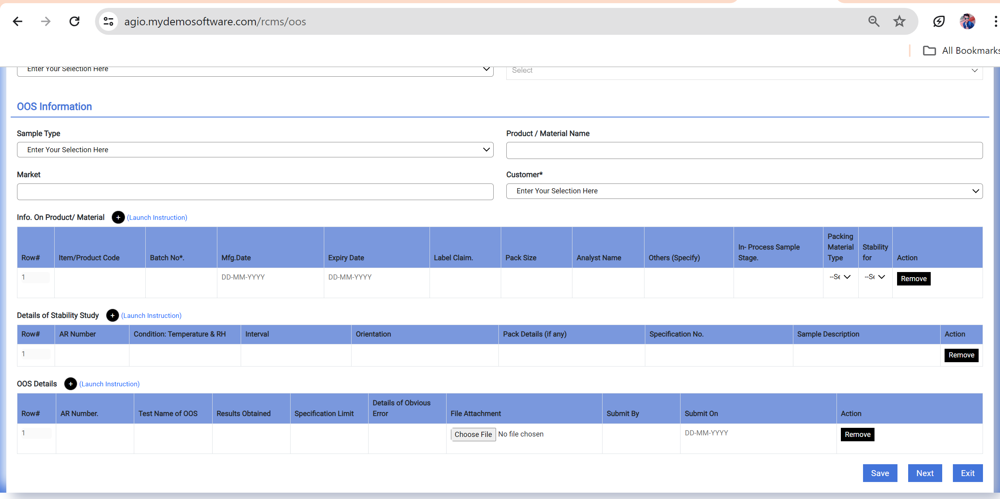 agio.mydemosoftware.com/rcms/oos
All Bookmarks
Enter Your Selection Here
Select
OOS Information
Sample Type
Product / Material Name
Enter Your Selection Here
Market
Customer*
Enter Your Selection Here
Info. On Product/ Material + (Launch Instruction)
Row# Item/Product Code Batch No*. Mfg.Date Expiry Date Label Claim. Pack Size Analyst Name Others (Specify) In- Process Sample Stage. Packing Material Type Stability for Action
1 DD-MM-YYYY DD-MM-YYYY --Se --Se Remove
Details of Stability Study + (Launch Instruction)
Row# AR Number Condition: Temperature & RH Interval Orientation Pack Details (if any) Specification No. Sample Description Action
1 Remove
OOS Details + (Launch Instruction)
Row# AR Number. Test Name of OOS Results Obtained Specification Limit Details of Obvious Error File Attachment Submit By Submit On Action
1 Choose File No file chosen DD-MM-YYYY Remove
Save Next Exit